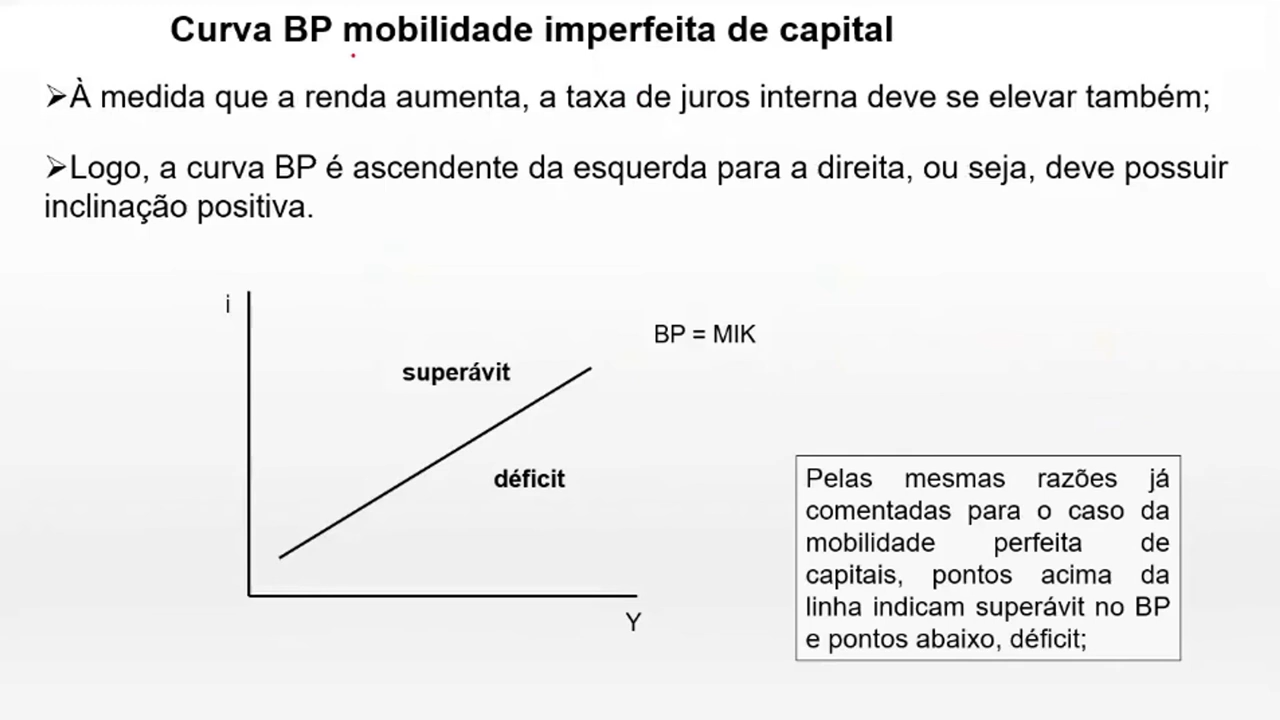 Curva BP mobilidade imperfeita de capital
➢À medida que a renda aumenta, a taxa de juros interna deve se elevar também;
➢Logo, a curva BP é ascendente da esquerda para a direita, ou seja, deve possuir
inclinação positiva.
i
BP = MIK
superávit
déficit
Y
Pelas mesmas razões já
comentadas para o caso da
mobilidade perfeita de
capitais, pontos acima da
linha indicam superávit no BP
e pontos abaixo, déficit;